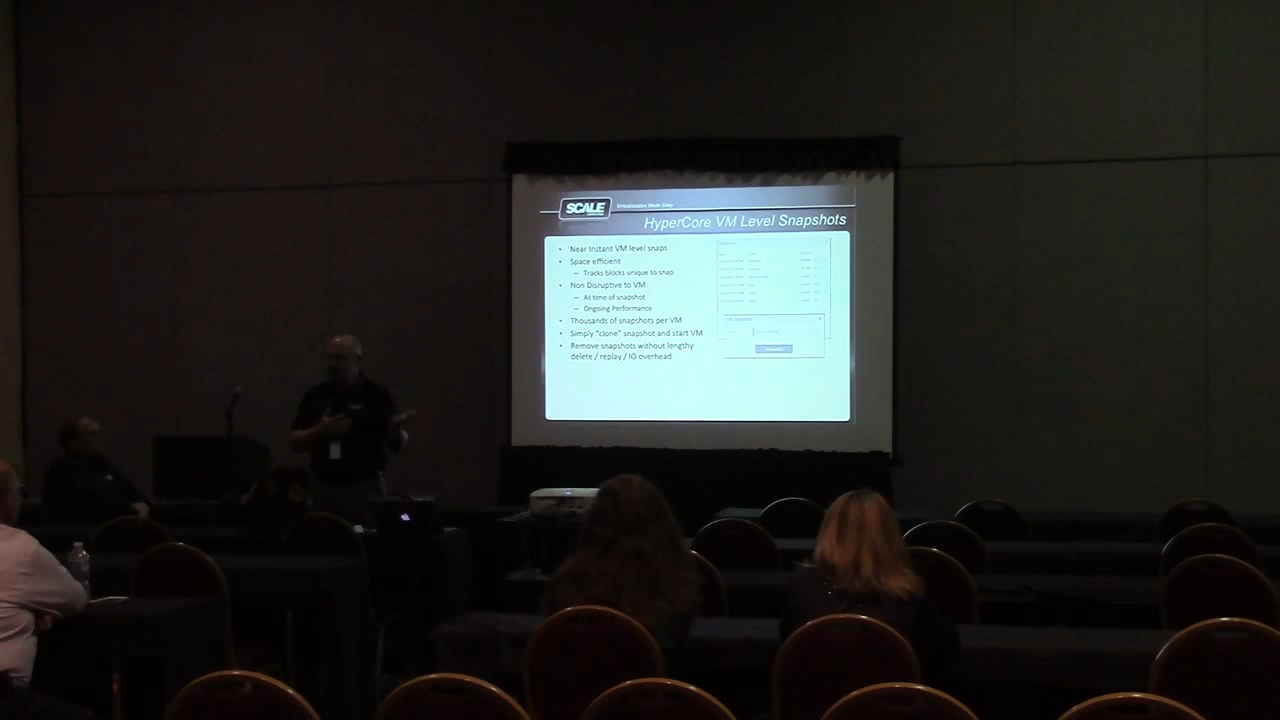 SCALE
Virtualization Made Easy
HyperCore VM Level Snapshots
• Near Instant VM level snaps
• Space efficient
– Tracks blocks unique to snap
• Non Disruptive to VM
– At time of snapshot
– Ongoing Performance
• Thousands of snapshots per VM
• Simply "clone" snapshot and start VM
• Remove snapshots without lengthy
delete / replay / IO overhead